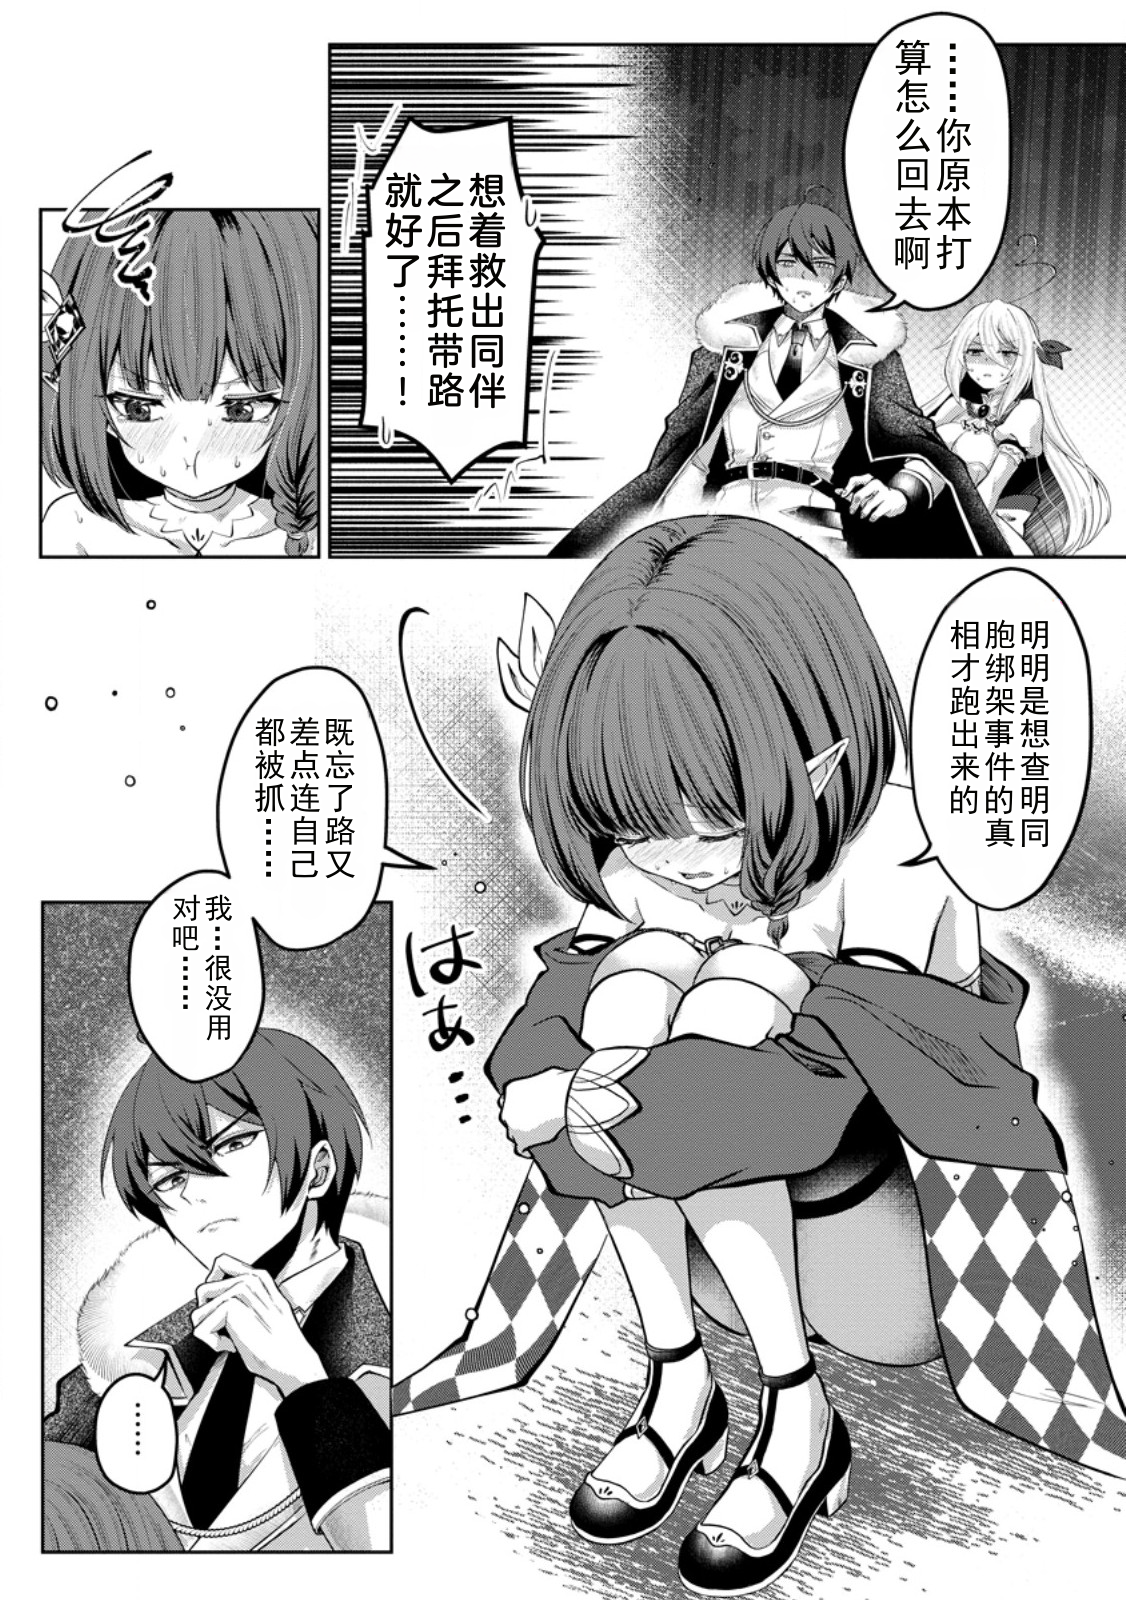 ……你原本打
算怎么回去啊
想着救出同伴
之后拜托带路
就好了……！
明明是想查明同
胞绑架事件的真
相才跑出来的
既忘了路又
差点连自己
都被抓……
はぁ…
我…很没用
对吧……
……